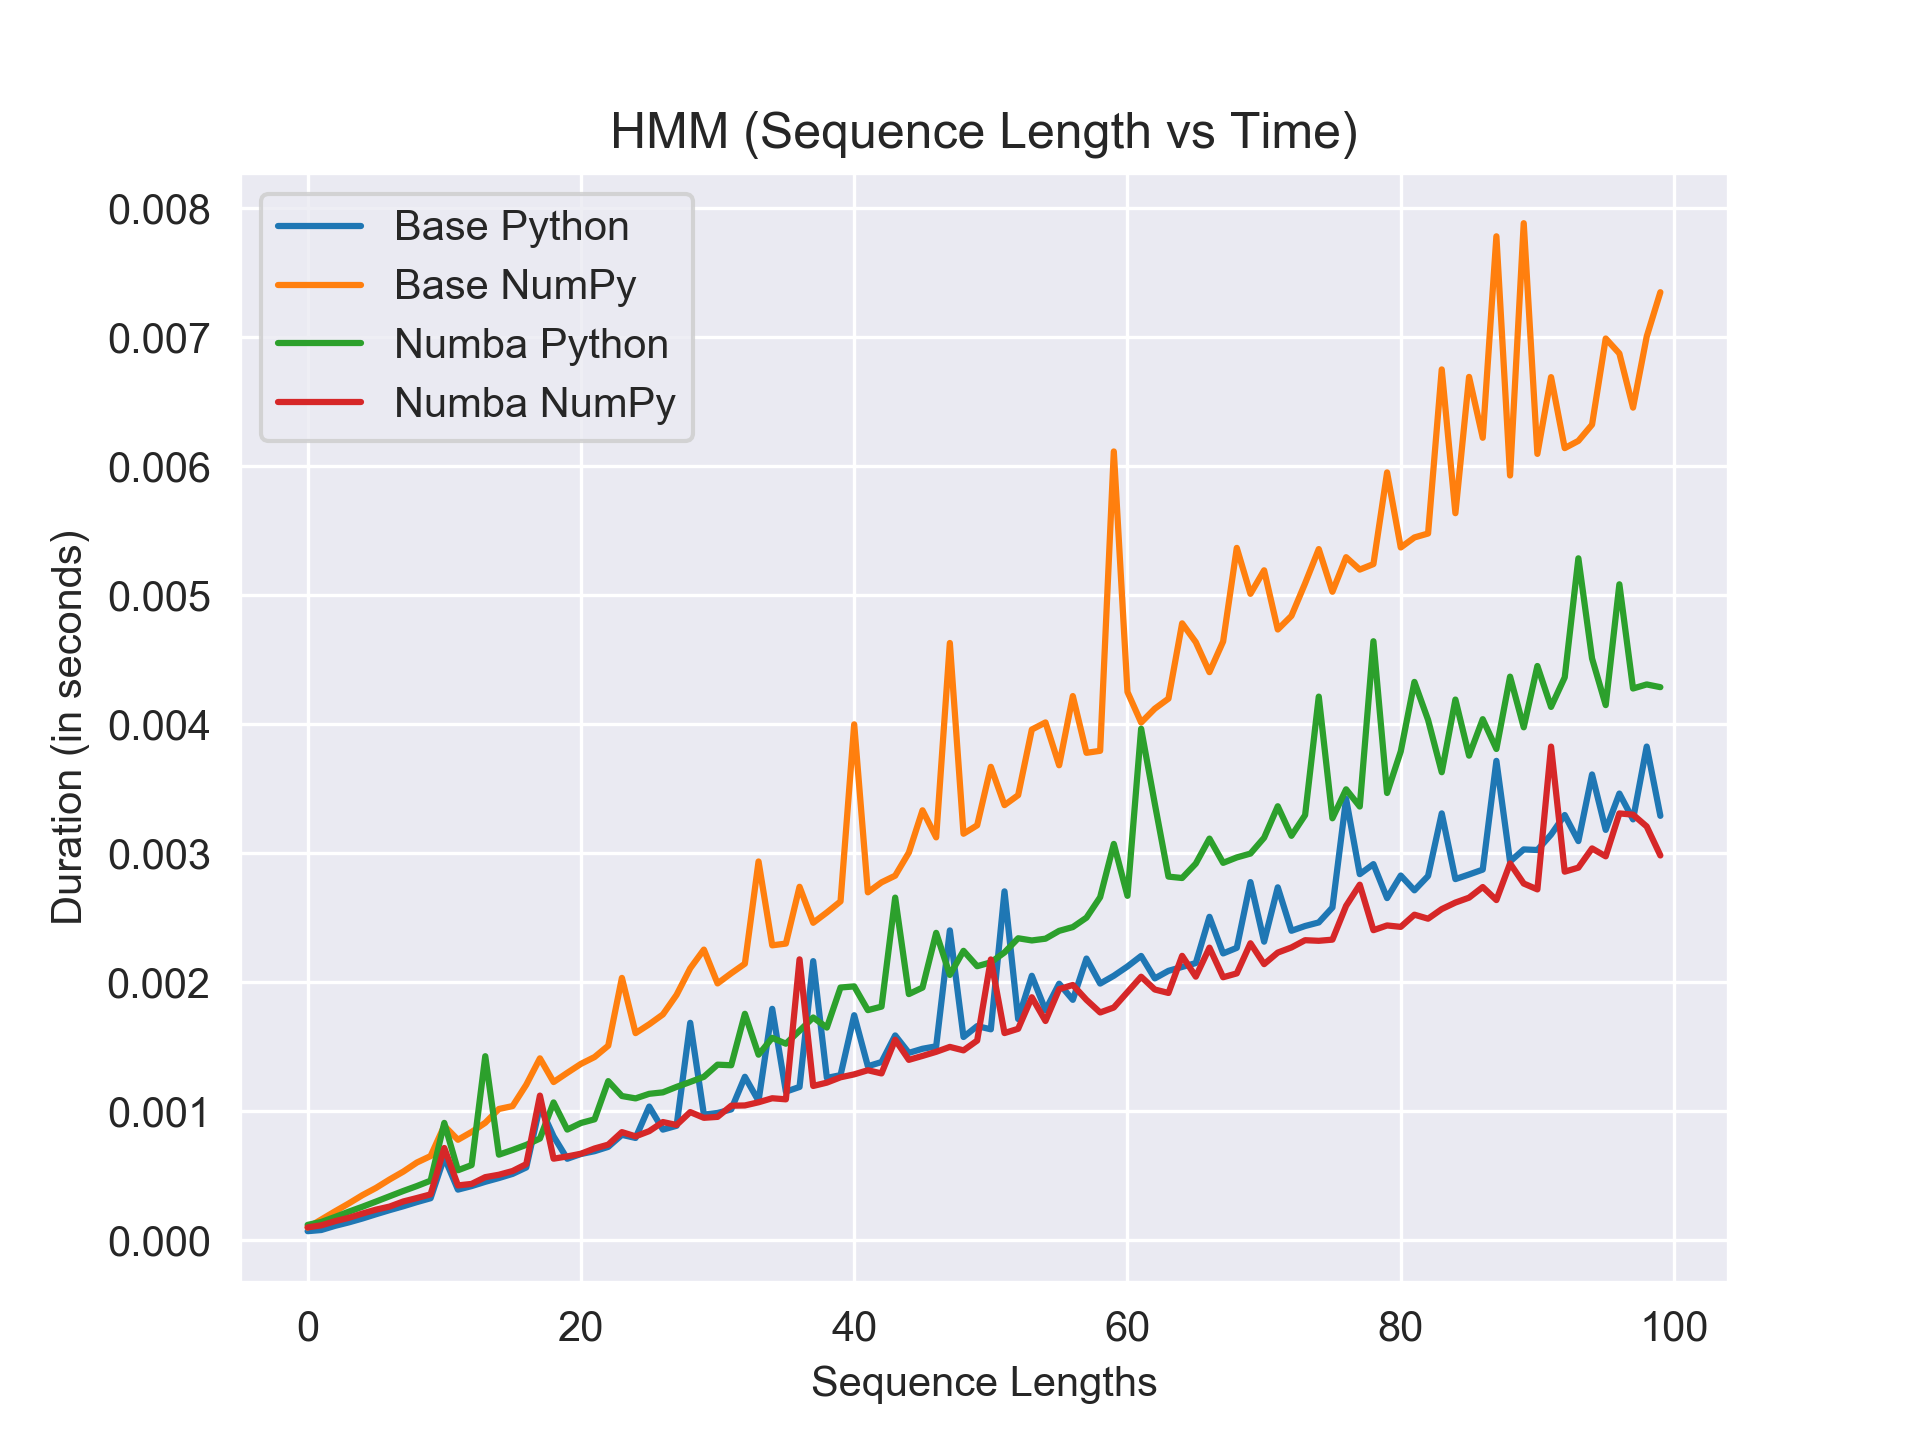 HMM (Sequence Length vs Time)
Base Python
Base NumPy
Numba Python
Numba NumPy
0.008
0.007
0.006
0.005
0.004
0.003
0.002
0.001
0.000
Duration (in seconds)
0 20 40 60 80 100
Sequence Lengths